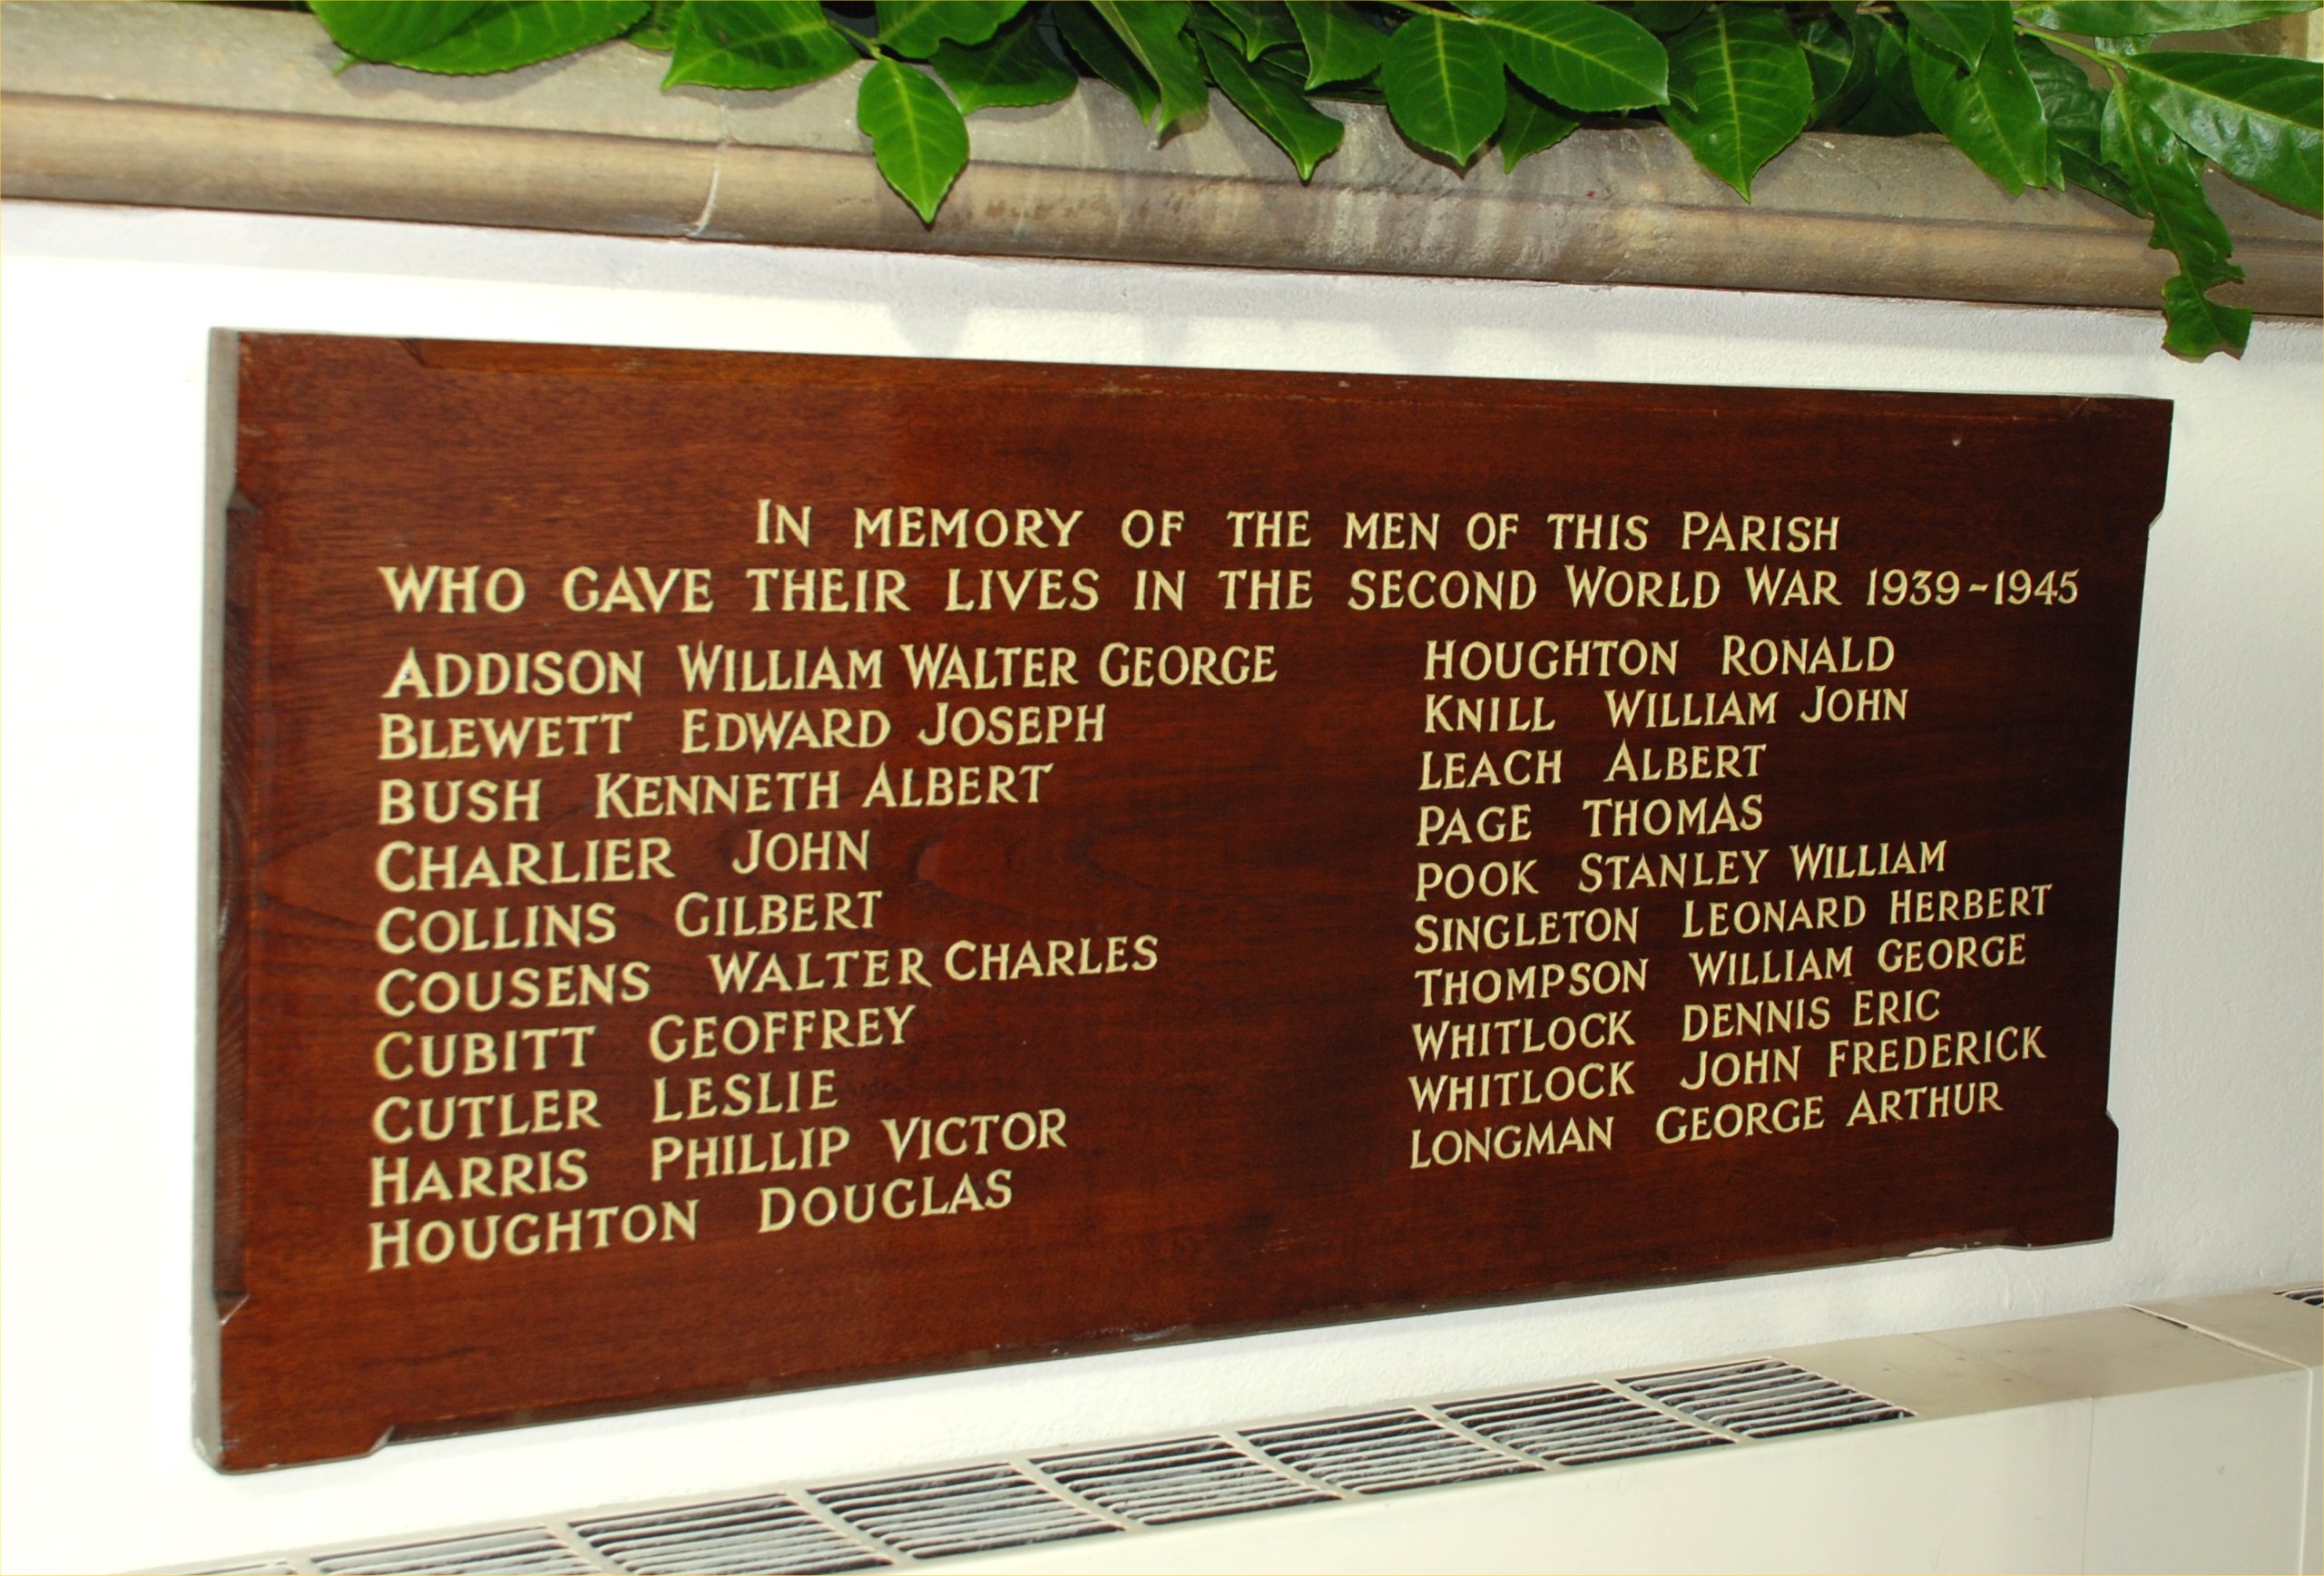 IN MEMORY OF THE MEN OF THIS PARISH
WHO GAVE THEIR LIVES IN THE SECOND WORLD WAR 1939-1945
ADDISON WILLIAM WALTER GEORGE
BLEWETT EDWARD JOSEPH
BUSH KENNETH ALBERT
CHARLIER JOHN
COLLINS GILBERT
COUSENS WALTER CHARLES
CUBITT GEOFFREY
CUTLER LESLIE
HARRIS PHILLIP VICTOR
HOUGHTON DOUGLAS
HOUGHTON RONALD
KNILL WILLIAM JOHN
LEACH ALBERT
PAGE THOMAS
POOK STANLEY WILLIAM
SINGLETON LEONARD HERBERT
THOMPSON WILLIAM GEORGE
WHITLOCK DENNIS ERIC
WHITLOCK JOHN FREDERICK
LONGMAN GEORGE ARTHUR